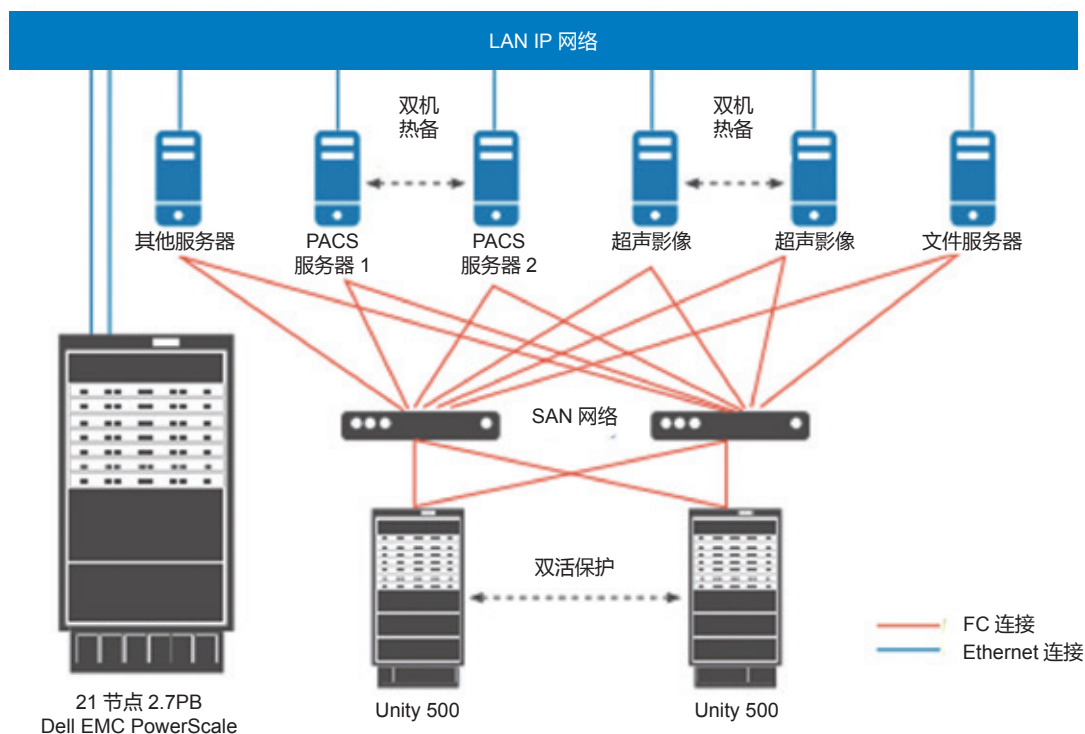 LAN IP 网络
双机
热备
双机
热备
其他服务器
PACS
服务器 1
PACS
服务器 2
超声影像
超声影像
文件服务器
SAN 网络
双活保护
FC 连接
Ethernet 连接
21 节点 2.7PB
Dell EMC PowerScale
Unity 500
Unity 500